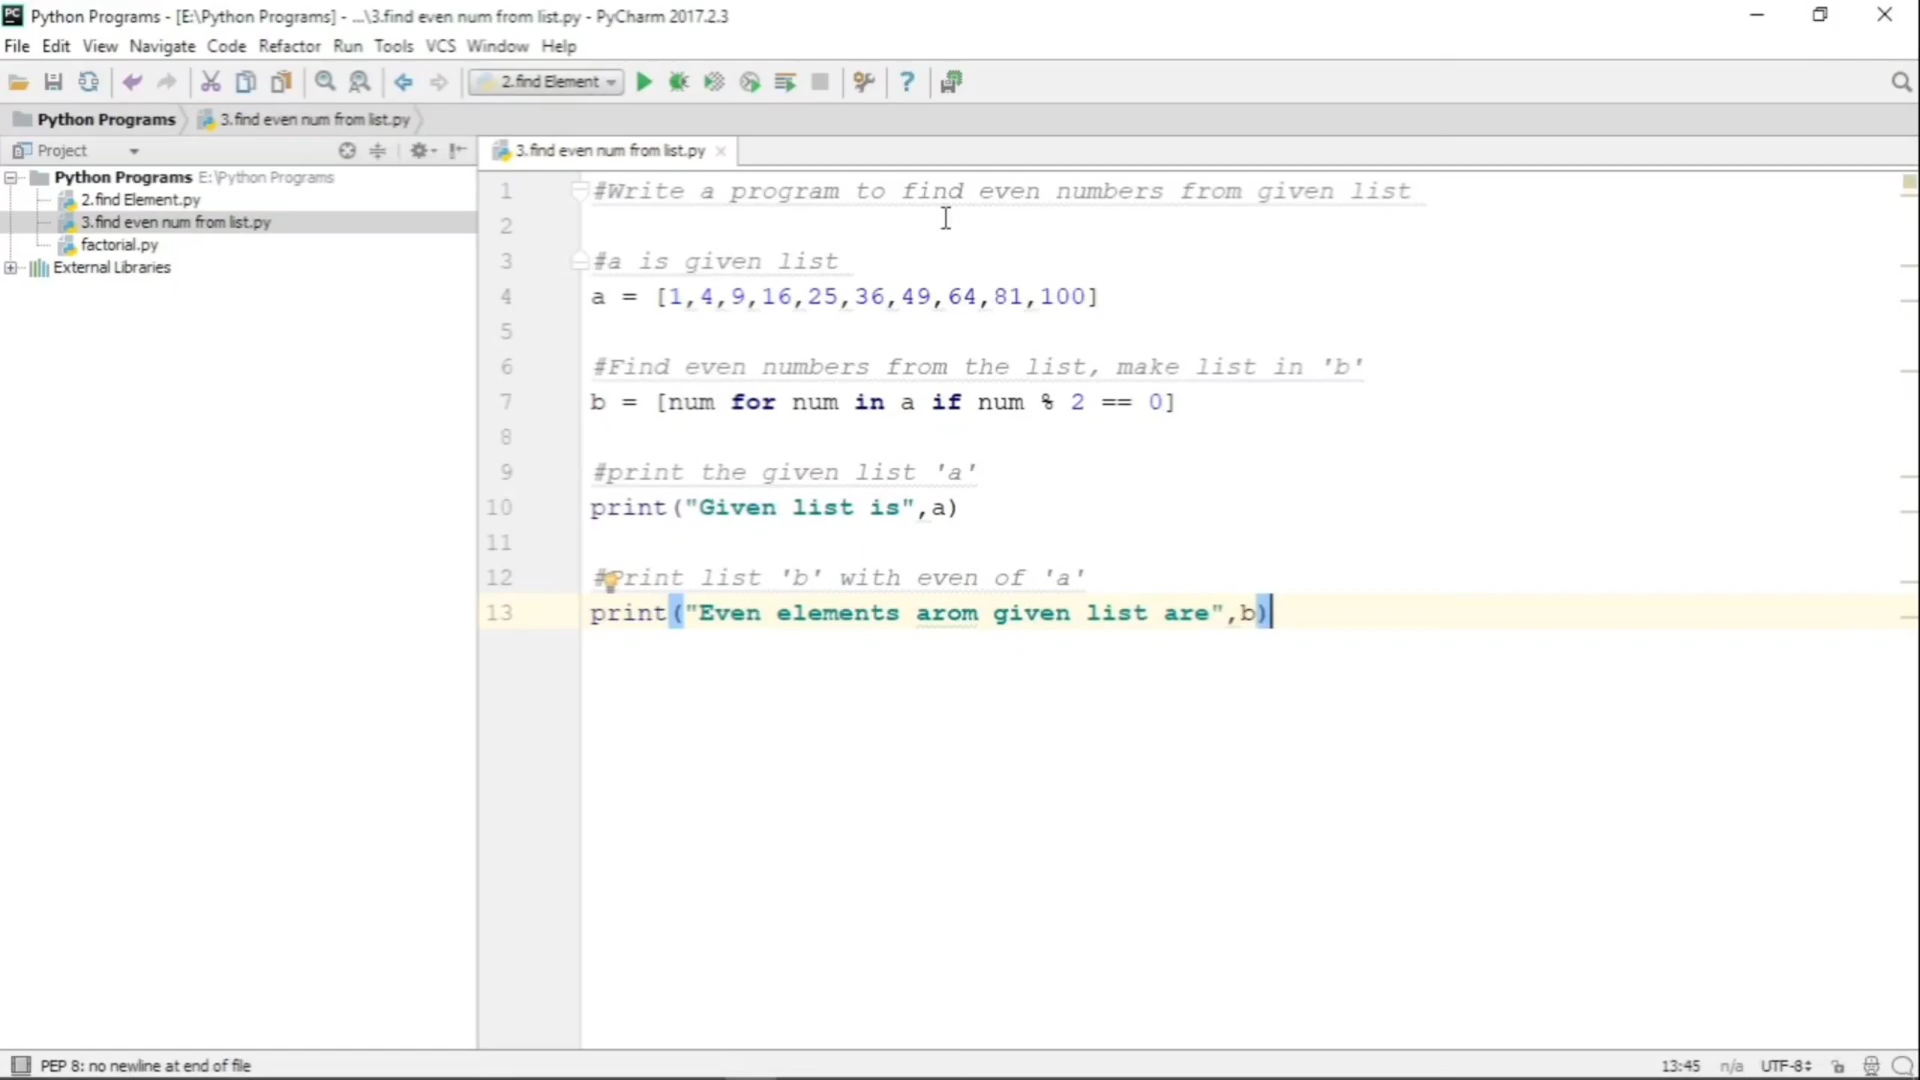 PC Python Programs - [E:\Python Programs] - ...\3.find even num from list.py - PyCharm 2017.2.3
File Edit View Navigate Code Refactor Run Tools VCS Window Help
2.find Element
?
Python Programs 3.find even num from list.py
Project
3.find even num from list.py
Python Programs E:\Python Programs
2.find Element.py
3.find even num from list.py
factorial.py
External Libraries
1 #Write a program to find even numbers from given list
2
3 #a is given list
4 a = [1,4,9,16,25,36,49,64,81,100]
5
6 #Find even numbers from the list, make list in 'b'
7 b = [num for num in a if num % 2 == 0]
8
9 #print the given list 'a'
10 print("Given list is",a)
11
12 #Print list 'b' with even of 'a'
13 print("Even elements arom given list are",b)
PEP 8: no newline at end of file
13:45 n/a UTF-8